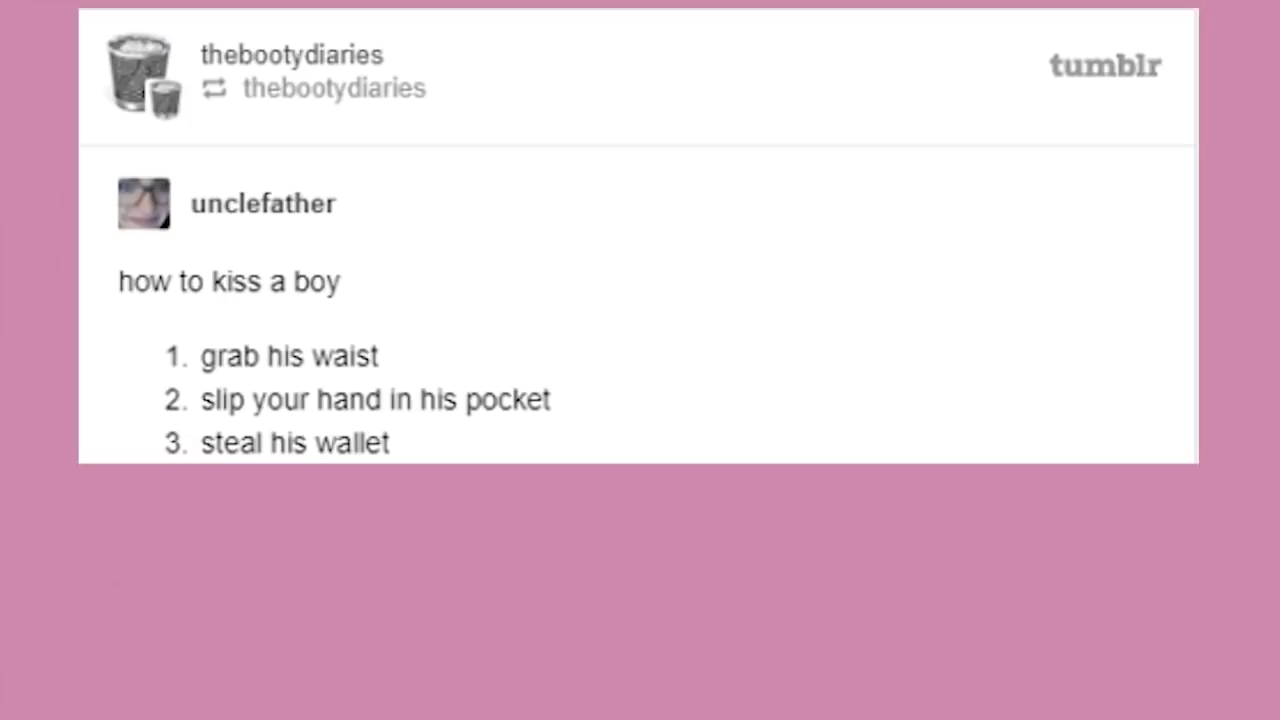 thebootydiaries
tumblr
thebootydiaries
unclefather
how to kiss a boy
1. grab his waist
2. slip your hand in his pocket
3. steal his wallet